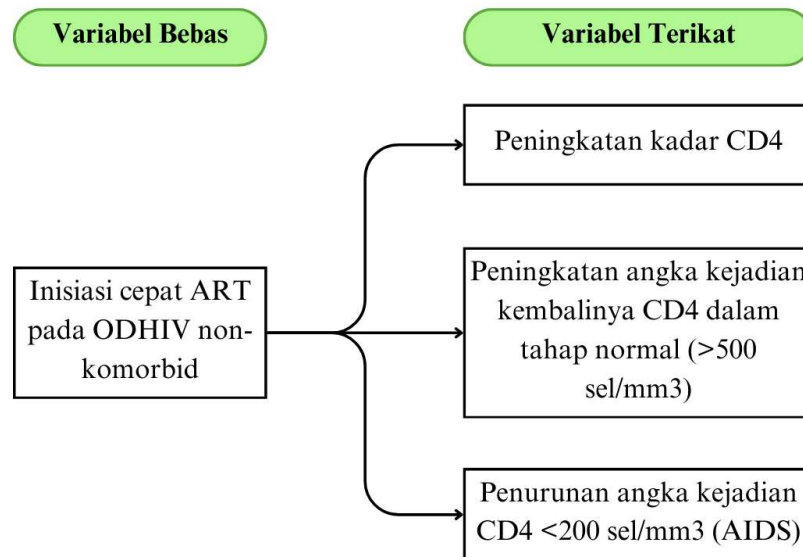 Variabel Bebas
Variabel Terikat
Peningkatan kadar CD4
Inisiasi cepat ART
pada ODHIV non-
komorbid
Peningkatan angka kejadian
kembalinya CD4 dalam
tahap normal (>500
sel/mm3)
Penurunan angka kejadian
CD4 <200 sel/mm3 (AIDS)